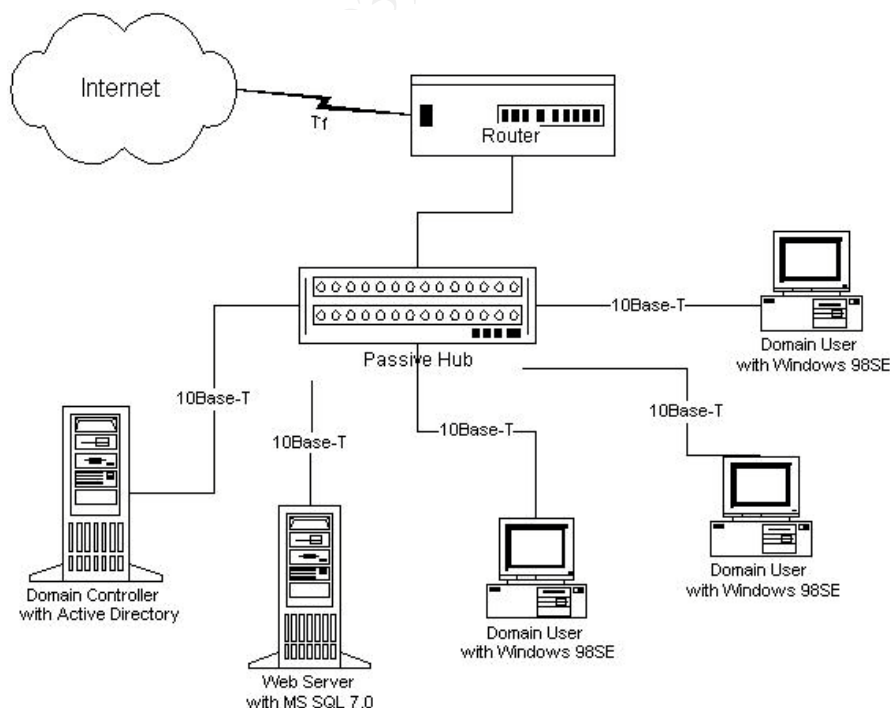 Internet
T1
Router
Passive Hub
10Base-T
Domain User
with Windows 98SE
10Base-T
10Base-T
10Base-T
10Base-T
Domain Controller
with Active Directory
Web Server
with MS SQL 7.0
Domain User
with Windows 98SE
Domain User
with Windows 98SE